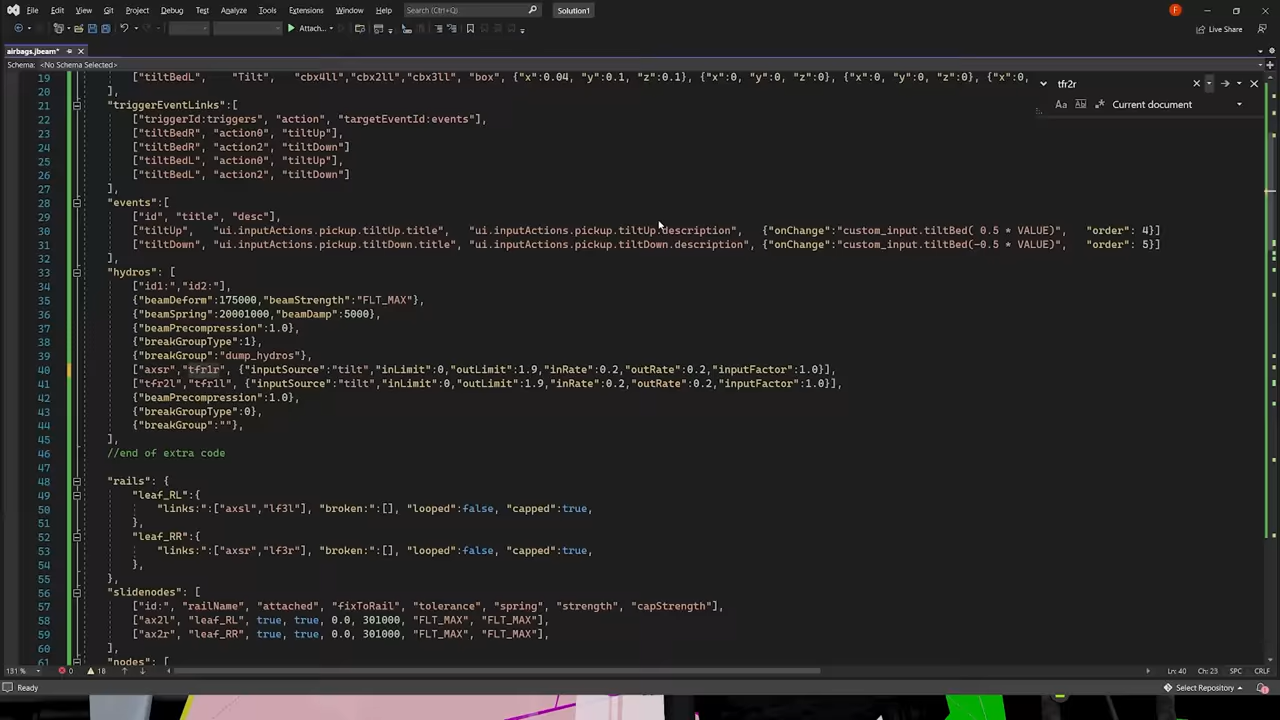 File Edit View Git Project Debug Test Analyze Tools Extensions Window Help Search (Ctrl+Q) Solution1 F
Attach... Live Share
airbags.jbeam*
Schema: <No Schema Selected>
19 ["tiltBedL", "Tilt", "cbx4ll","cbx2ll","cbx3ll", "box", {"x":0.04, "y":0.1, "z":0.1}, {"x":0, "y":0, "z":0}, {"x":0, "y":0, "z":0}, {"x":0,
tfr2r
20 ],
Current document
21 "triggerEventLinks":[
22 ["triggerId:triggers", "action", "targetEventId:events"],
23 ["tiltBedR", "action0", "tiltUp"],
24 ["tiltBedR", "action2", "tiltDown"]
25 ["tiltBedL", "action0", "tiltUp"],
26 ["tiltBedL", "action2", "tiltDown"]
27 ],
28 "events":[
29 ["id", "title", "desc"],
30 ["tiltUp", "ui.inputActions.pickup.tiltUp.title", "ui.inputActions.pickup.tiltUp.description", {"onChange":"custom_input.tiltBed( 0.5 * VALUE)", "order": 4}]
31 ["tiltDown", "ui.inputActions.pickup.tiltDown.title", "ui.inputActions.pickup.tiltDown.description", {"onChange":"custom_input.tiltBed(-0.5 * VALUE)", "order": 5}]
32 ],
33 "hydros": [
34 ["id1:","id2:"],
35 {"beamDeform":175000,"beamStrength":"FLT_MAX"},
36 {"beamSpring":20001000,"beamDamp":5000},
37 {"beamPrecompression":1.0},
38 {"breakGroupType":1},
39 {"breakGroup":"dump_hydros"},
40 ["axsr","tfr1r", {"inputSource":"tilt","inLimit":0,"outLimit":1.9,"inRate":0.2,"outRate":0.2,"inputFactor":1.0}],
41 ["tfr2l","tfr1l", {"inputSource":"tilt","inLimit":0,"outLimit":1.9,"inRate":0.2,"outRate":0.2,"inputFactor":1.0}],
42 {"beamPrecompression":1.0},
43 {"breakGroupType":0},
44 {"breakGroup":""},
45 ],
46 //end of extra code
47
48 "rails": {
49 "leaf_RL":{
50 "links:":["axsl","lf3l"], "broken:":[], "looped":false, "capped":true,
51 },
52 "leaf_RR":{
53 "links:":["axsr","lf3r"], "broken:":[], "looped":false, "capped":true,
54 },
55 },
56 "slidenodes": [
57 ["id:", "railName", "attached", "fixToRail", "tolerance", "spring", "strength", "capStrength"],
58 ["ax2l", "leaf_RL", true, true, 0.0, 301000, "FLT_MAX", "FLT_MAX"],
59 ["ax2r", "leaf_RR", true, true, 0.0, 301000, "FLT_MAX", "FLT_MAX"],
60 ],
61 "nodes": [
131 % 0 18 Ln: 40 Ch: 23 SPC CRLF
Ready Select Repository